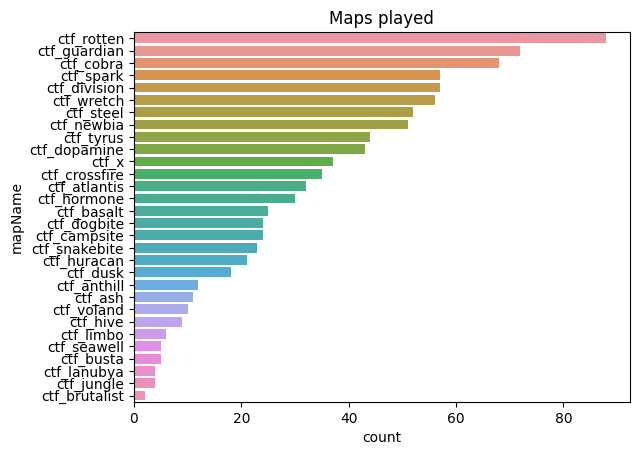 Maps played
mapName
ctf_rotten
ctf_guardian
ctf_cobra
ctf_spark
ctf_division
ctf_wretch
ctf_steel
ctf_newbia
ctf_tyrus
ctf_dopamine
ctf_x
ctf_crossfire
ctf_atlantis
ctf_hormone
ctf_basalt
ctf_dogbite
ctf_campsite
ctf_snakebite
ctf_huracan
ctf_dusk
ctf_anthill
ctf_ash
ctf_voland
ctf_hive
ctf_limbo
ctf_seawell
ctf_busta
ctf_lanubya
ctf_jungle
ctf_brutalist
0 20 40 60 80
count